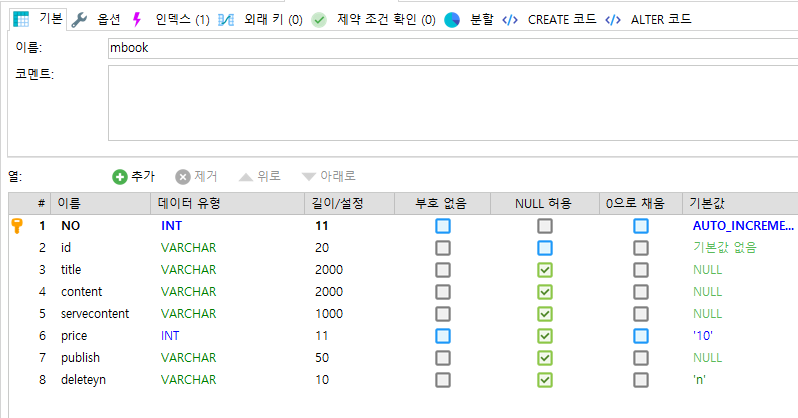 기본 옵션 인덱스 (1) 외래 키 (0) 제약 조건 확인 (0) 분할 </> CREATE 코드 </> ALTER 코드
이름: mbook
코멘트:
열: 추가 제거 위로 아래로
# 이름 데이터 유형 길이/설정 부호 없음 NULL 허용 0으로 채움 기본값
1 NO INT 11 AUTO_INCREME...
2 id VARCHAR 20 기본값 없음
3 title VARCHAR 2000 NULL
4 content VARCHAR 2000 NULL
5 servecontent VARCHAR 1000 NULL
6 price INT 11 '10'
7 publish VARCHAR 50 NULL
8 deleteyn VARCHAR 10 'n'